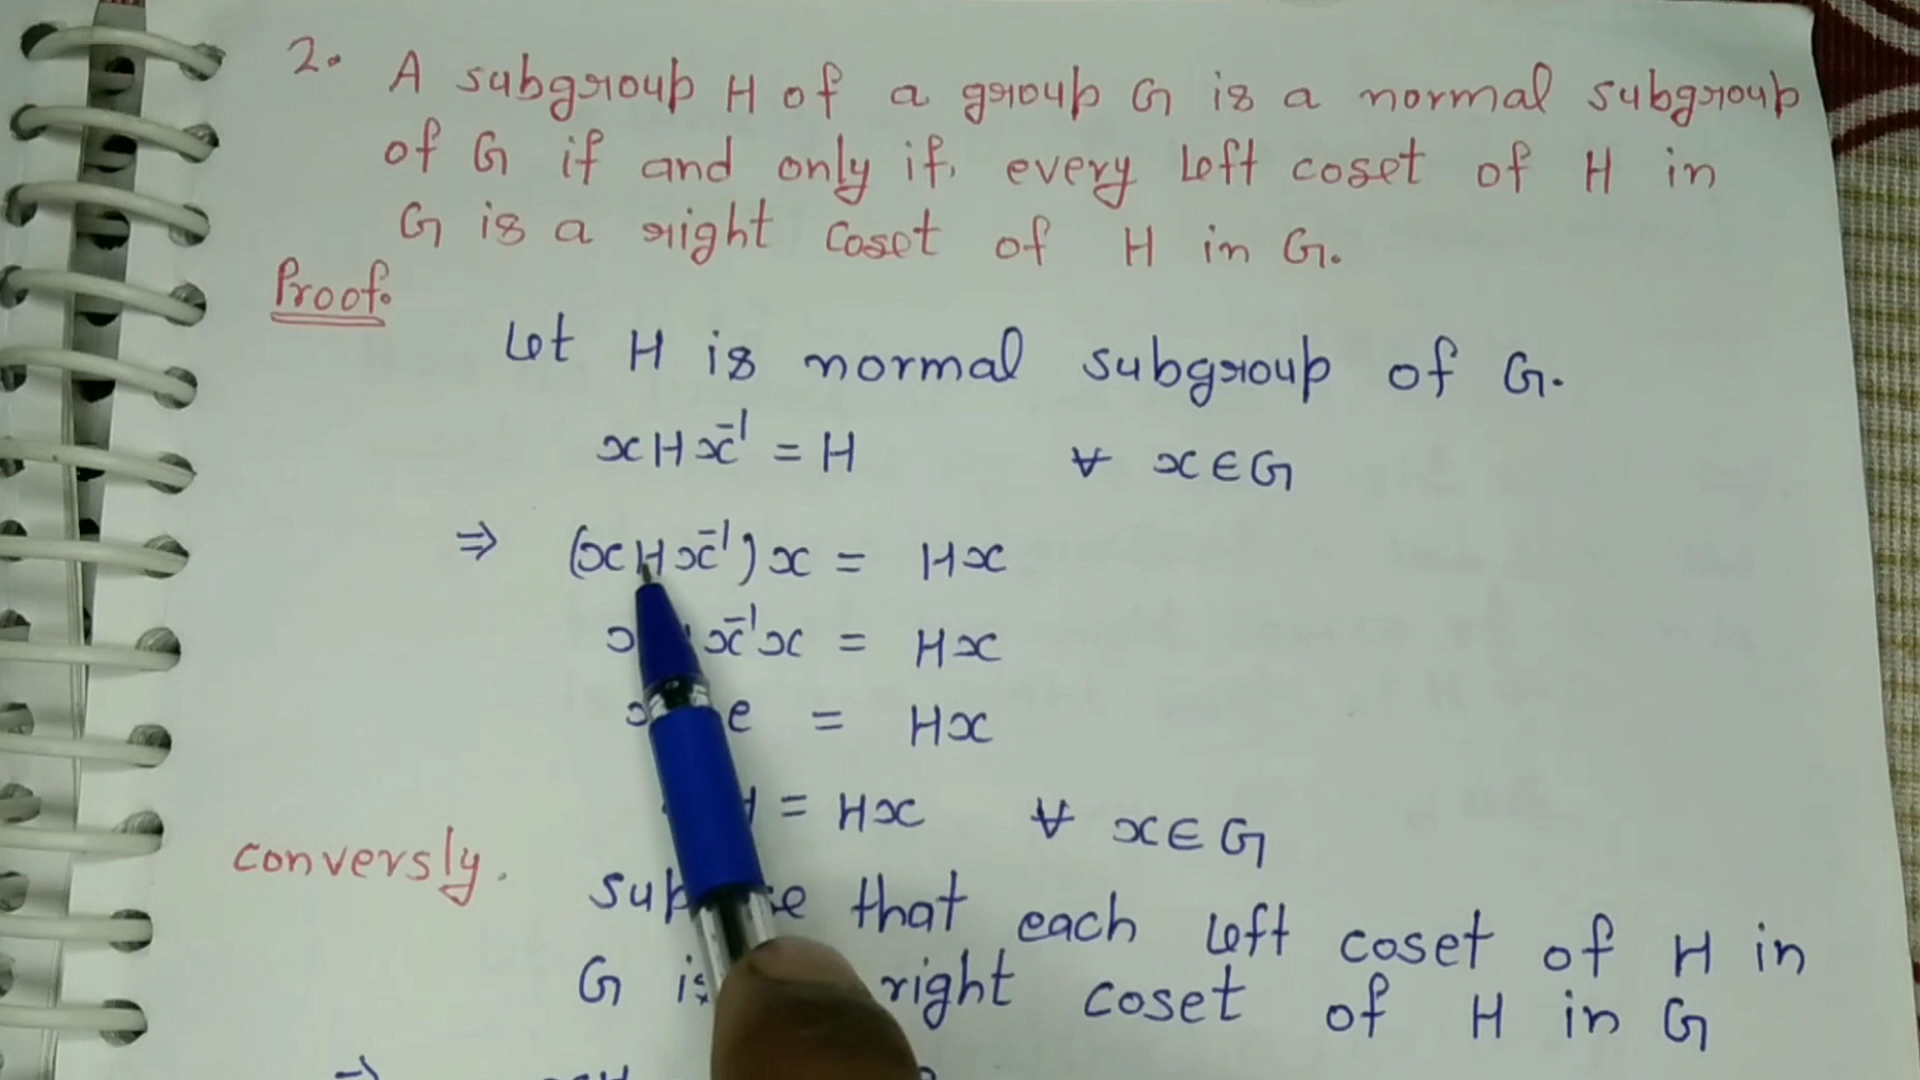 2. A subgroup H of a group G is a normal subgroup
of G if and only if, every left coset of H in
G is a right coset of H in G.
Proof.
Let H is normal subgroup of G.
xHx⁻¹ = H ∀ x∈G
⇒ (xHx⁻¹)x = Hx
x⁻¹x = Hx
e = Hx
= Hx ∀ x∈G
conversly.
that each left coset of H in
G is right coset of H in G
⇒